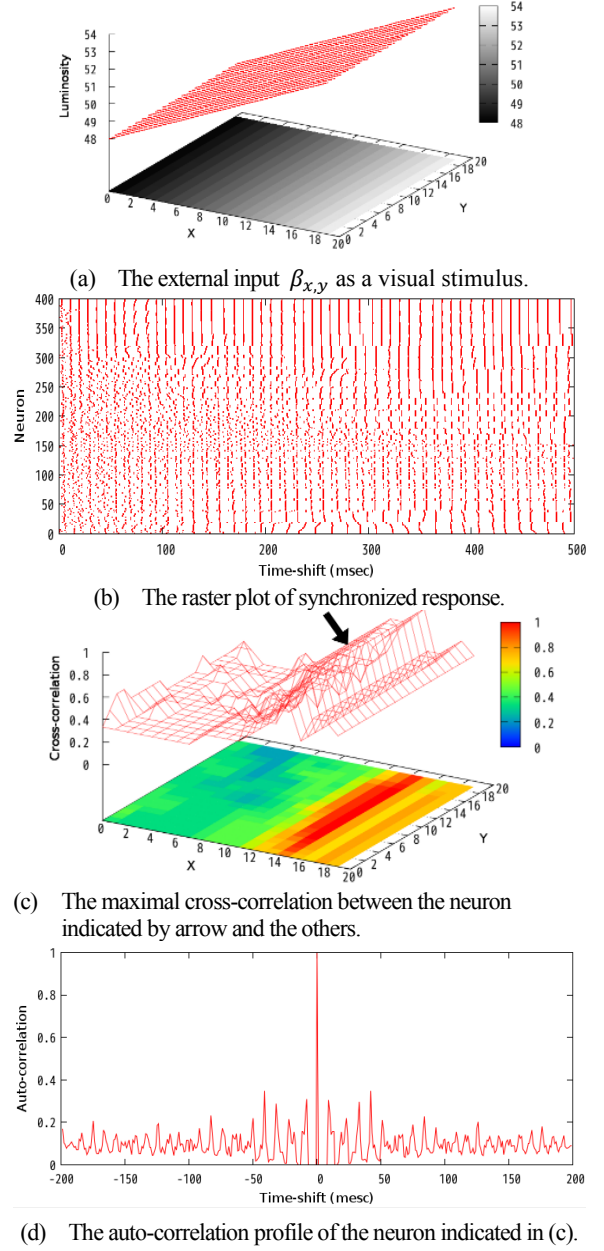 54
53
52
51
50
49
48
Luminosity
0 2 4 6 8 10 12 14 16 18 20
X
0 2 4 6 8 10 12 14 16 18 20
Y
54
53
52
51
50
49
48
(a) The external input βx,y as a visual stimulus.
400
350
300
250
200
150
100
50
0
Neuron
0 100 200 300 400 500
Time-shift (msec)
(b) The raster plot of synchronized response.
1
0.8
0.6
0.4
0.2
0
Cross-correlation
0 2 4 6 8 10 12 14 16 18 20
X
0 2 4 6 8 10 12 14 16 18 20
Y
1
0.8
0.6
0.4
0.2
0
(c) The maximal cross-correlation between the neuron
indicated by arrow and the others.
1
0.8
0.6
0.4
0.2
0
Auto-correlation
-200 -150 -100 -50 0 50 100 150 200
Time-shift (mesc)
(d) The auto-correlation profile of the neuron indicated in (c).